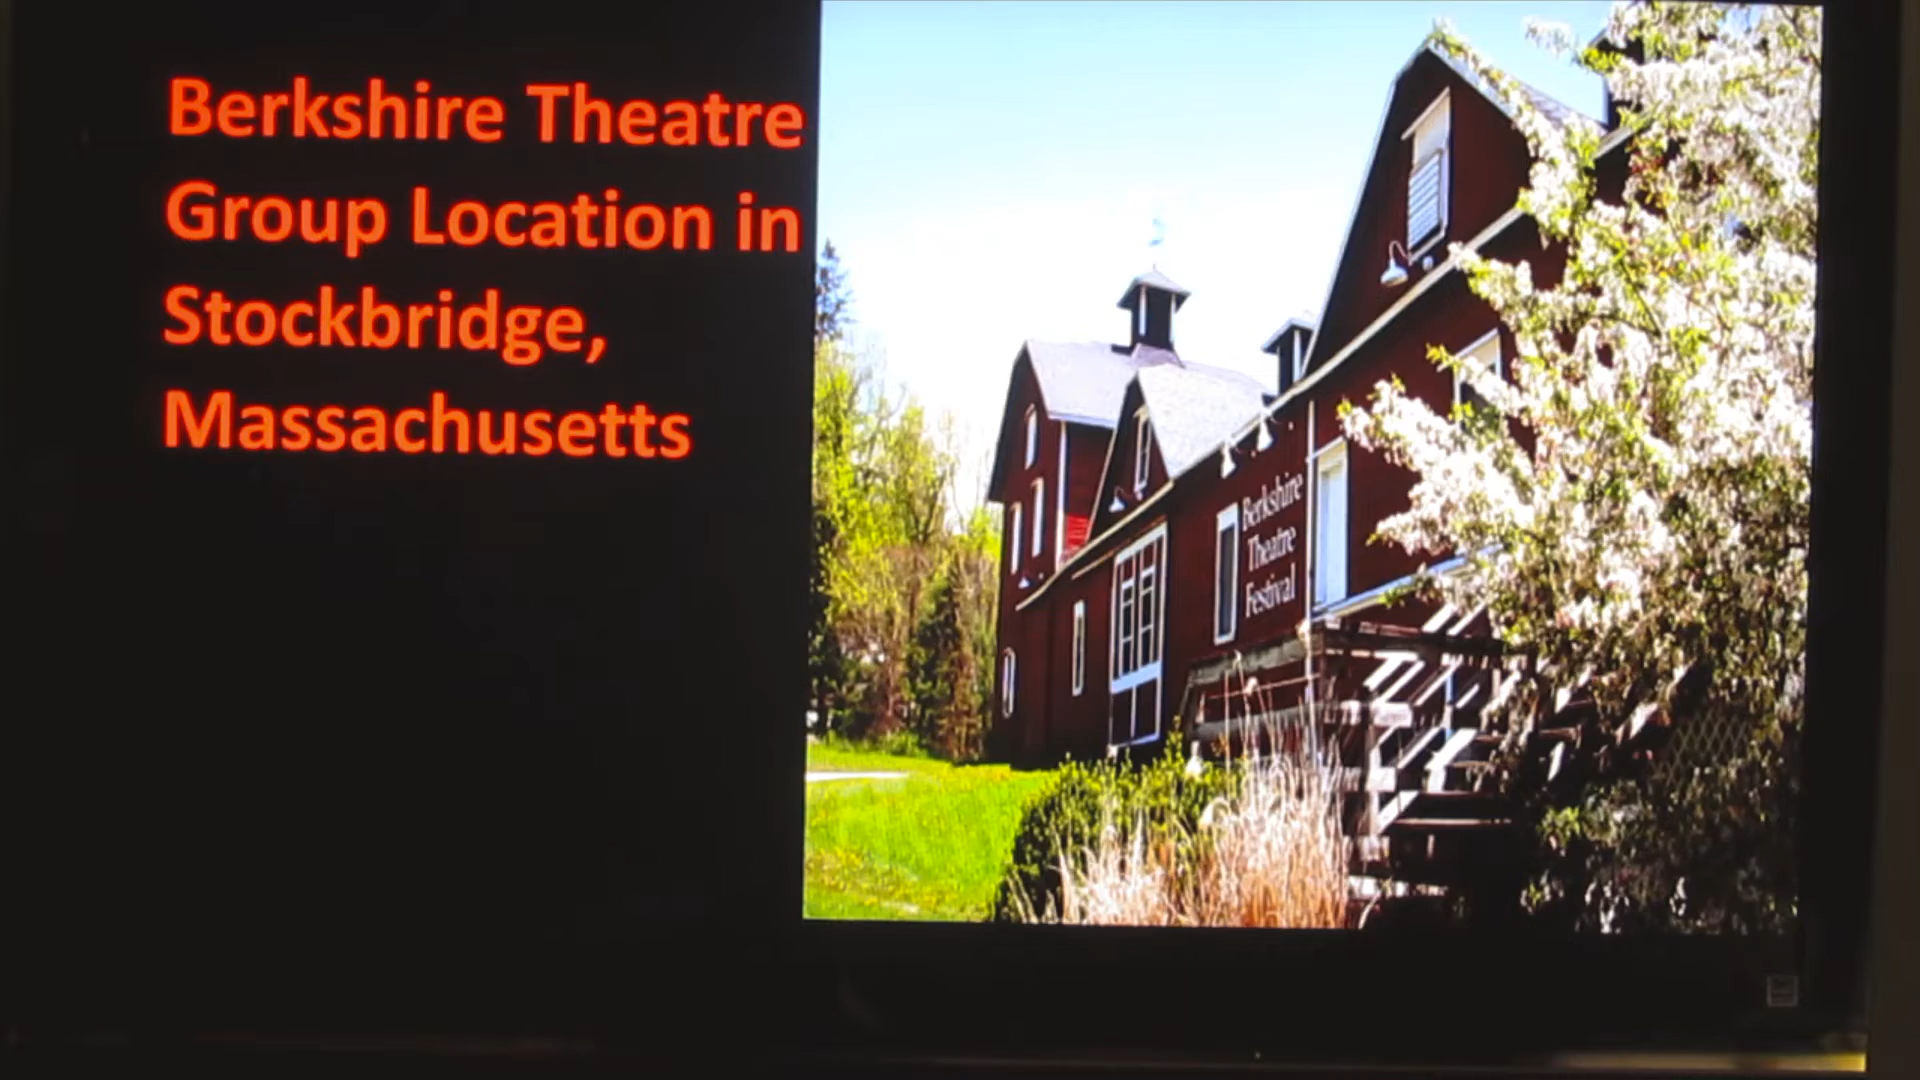 Berkshire Theatre
Group Location in
Stockbridge,
Massachusetts
Berkshire
Theatre
Festival